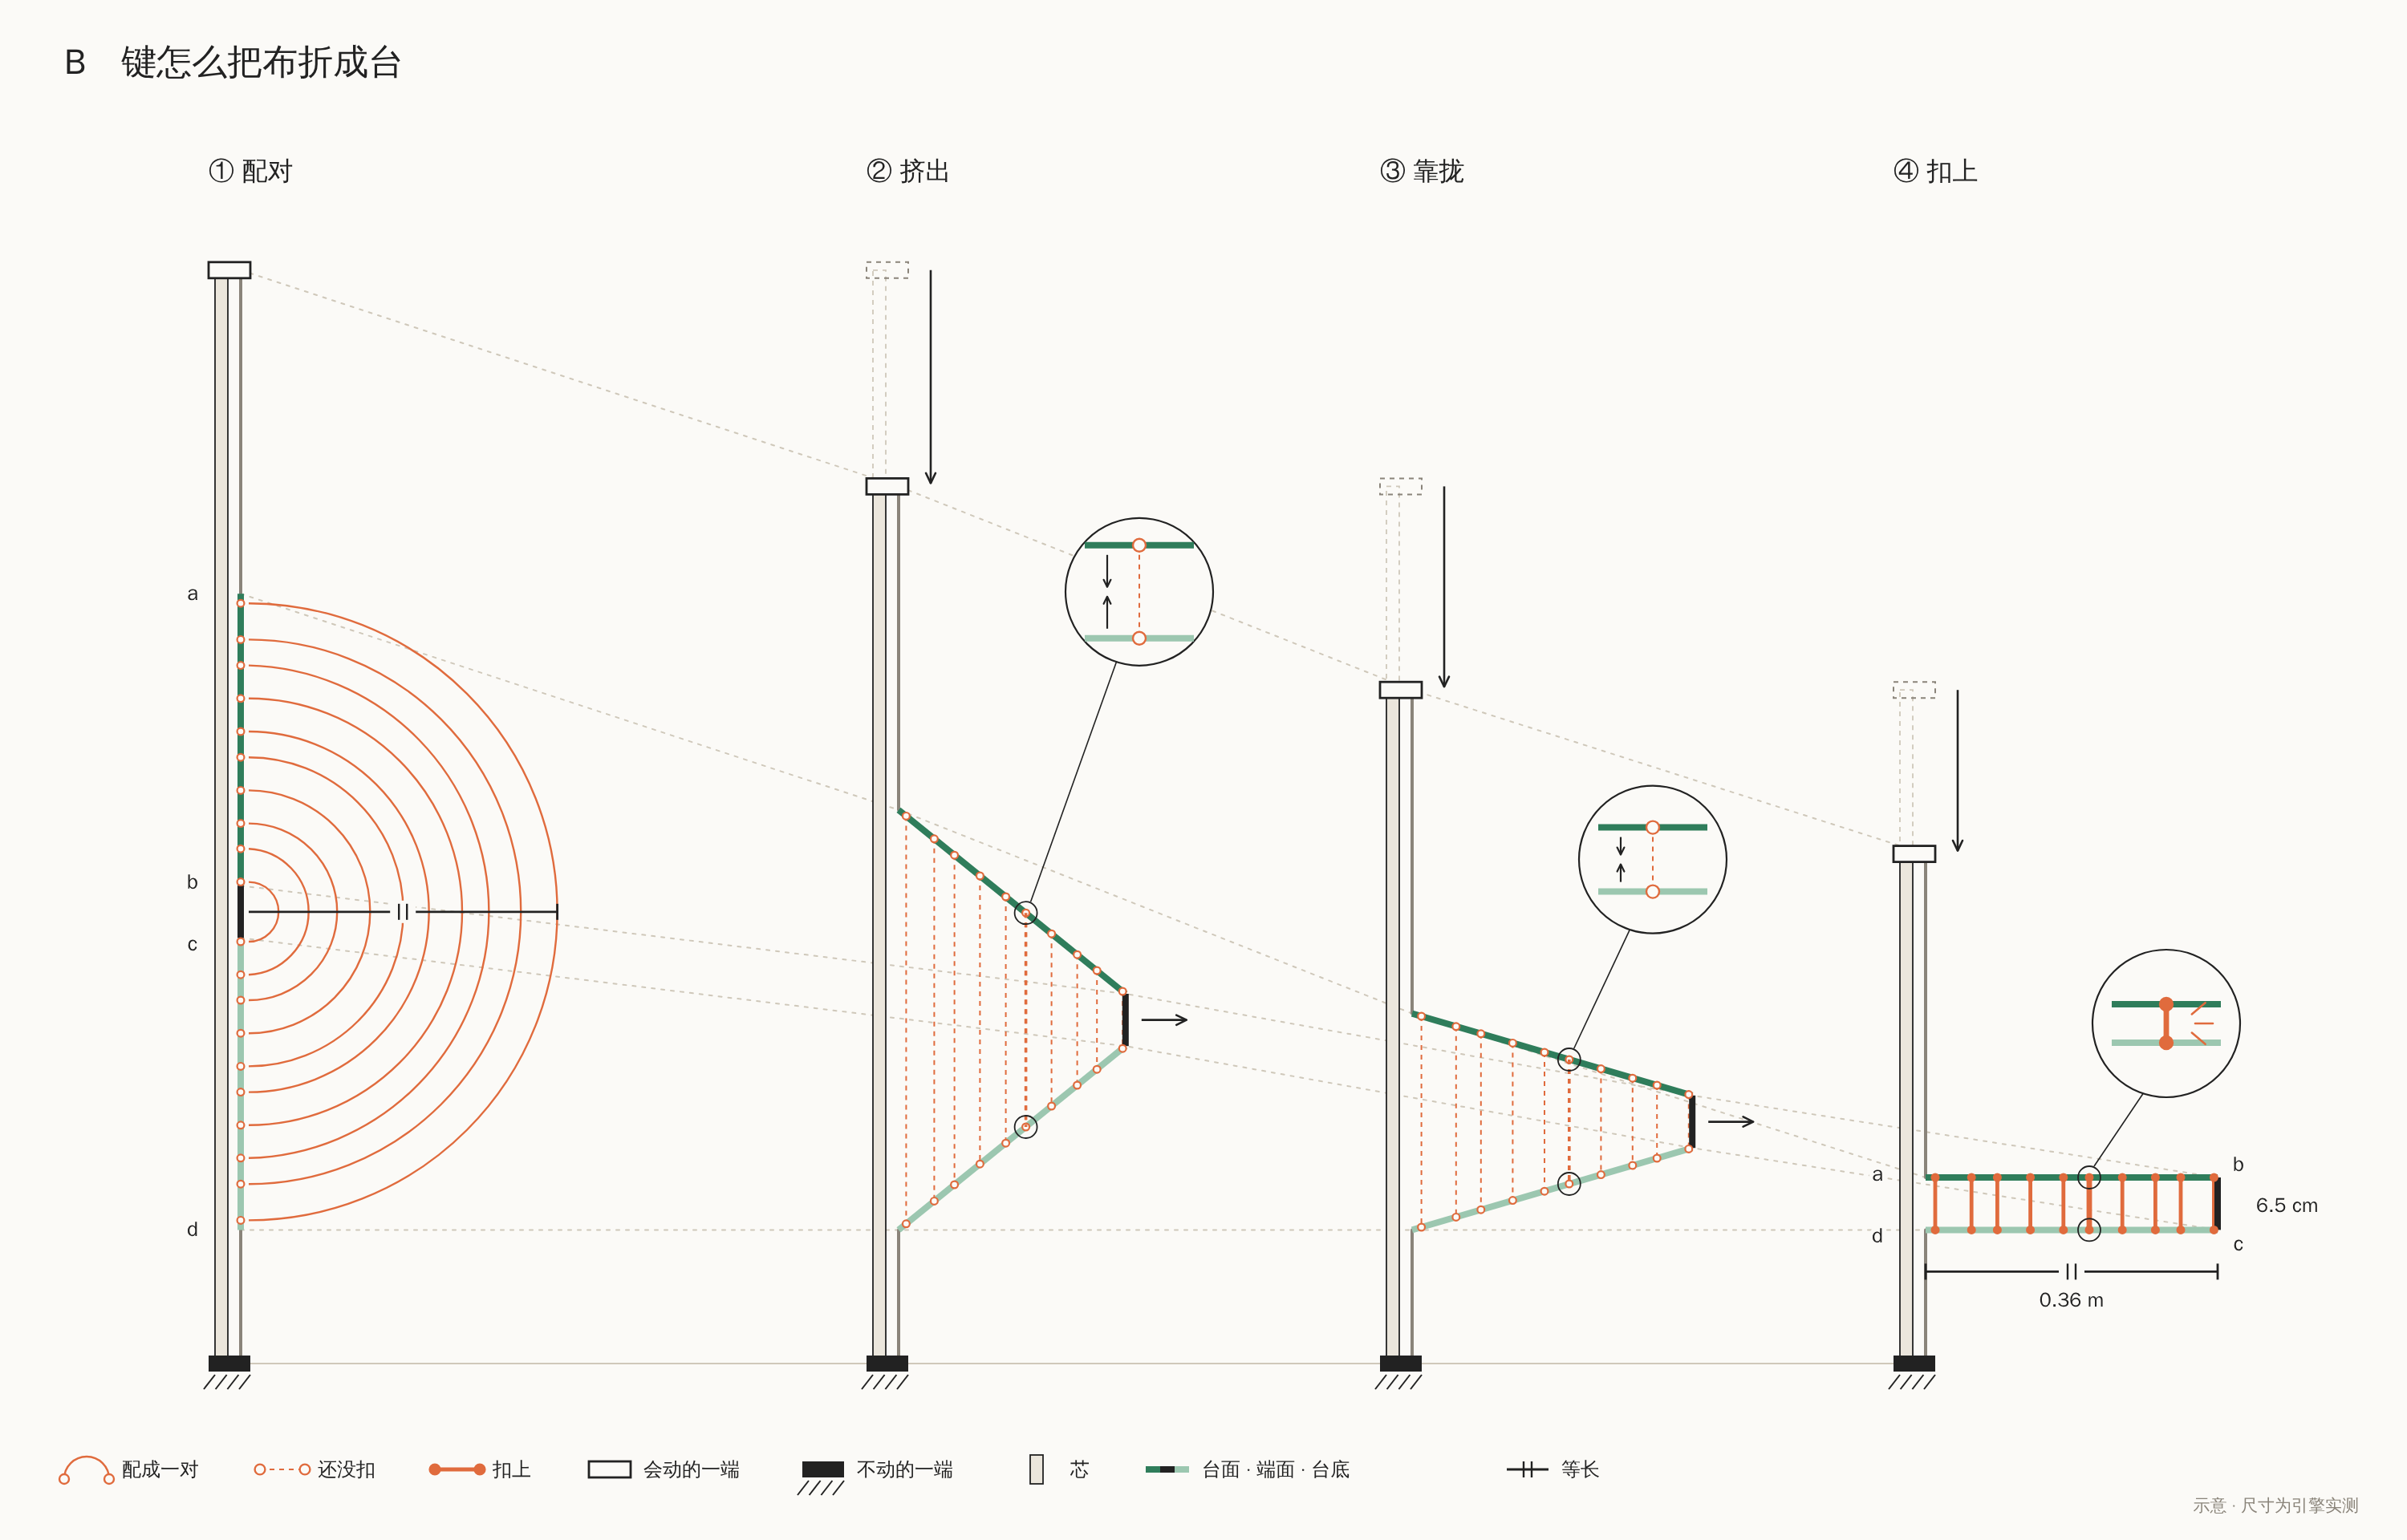 B 键怎么把布折成台
① 配对
② 挤出
③ 靠拢
④ 扣上
a
b
c
d
a
b
6.5 cm
d
c
0.36 m
配成一对
还没扣
扣上
会动的一端
不动的一端
芯
台面 · 端面 · 台底
等长
示意 · 尺寸为引擎实测